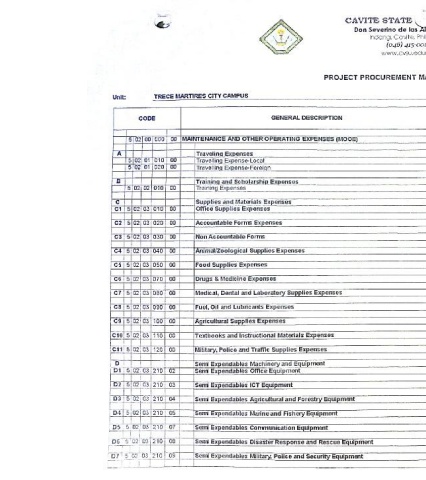 CAVITE STATE
Don Severino de las Al
Indang, Cavite, Phi
(046) 415-00
www.cvsu.edu
PROJECT PROCUREMENT MA
Unit: TRECE MARTIRES CITY CAMPUS
CODE GENERAL DESCRIPTION
5 02 00 000 00 MAINTENANCE AND OTHER OPERATING EXPENSES (MOOE)
A Traveling Expenses
5 02 01 010 00 Traveling Expense-Local
5 02 01 020 00 Traveling Expense-Foreign
B Training and Scholarship Expenses
5 02 02 010 00 Training Expenses
C Supplies and Materials Expenses
C1 5 02 03 010 00 Office Supplies Expenses
C2 5 02 03 020 00 Accountable Forms Expenses
C3 5 02 03 030 00 Non Accountable Forms
C4 5 02 03 040 00 Animal/Zoological Supplies Expenses
C5 5 02 03 050 00 Food Supplies Expenses
C6 5 02 03 070 00 Drugs & Medicine Expenses
C7 5 02 03 080 00 Medical, Dental and Laboratory Supplies Expenses
C8 5 02 03 090 00 Fuel, Oil and Lubricants Expenses
C9 5 02 03 100 00 Agricultural Supplies Expenses
C10 5 02 03 110 00 Textbooks and Instructional Materials Expenses
C11 5 02 03 120 00 Military, Police and Traffic Supplies Expenses
D Semi Expendables Machinery and Equipment
D1 5 02 03 210 02 Semi Expendables Office Equipment
D2 5 02 03 210 03 Semi Expendables ICT Equipment
D3 5 02 03 210 04 Semi Expendables Agricultural and Forestry Equipment
D4 5 02 03 210 05 Semi Expendables Marine and Fishery Equipment
D5 5 02 03 210 07 Semi Expendables Communication Equipment
D6 5 02 03 210 08 Semi Expendables Disaster Response and Rescue Equipment
D7 5 02 03 210 09 Semi Expendables Military, Police and Security Equipment